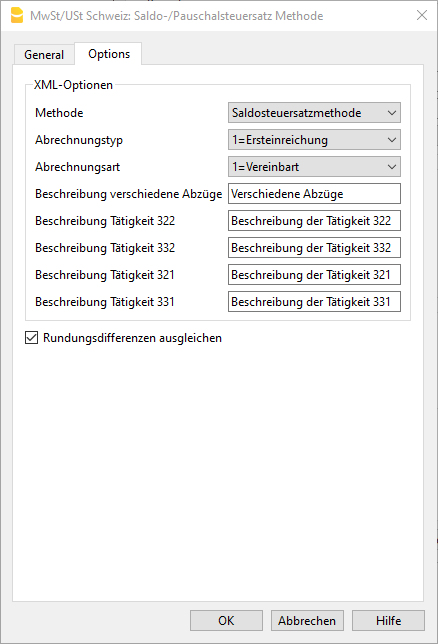 MwSt/USt Schweiz: Saldo-/Pauschalsteuersatz Methode
General Options
XML-Optionen
Methode Saldosteuersatzmethode
Abrechnungstyp 1=Ersteinreichung
Abrechnungsart 1=Vereinbart
Beschreibung verschiedene Abzüge Verschiedene Abzüge
Beschreibung Tätigkeit 322 Beschreibung der Tätigkeit 322
Beschreibung Tätigkeit 332 Beschreibung der Tätigkeit 332
Beschreibung Tätigkeit 321 Beschreibung der Tätigkeit 321
Beschreibung Tätigkeit 331 Beschreibung der Tätigkeit 331
Rundungsdifferenzen ausgleichen
OK Abbrechen Hilfe